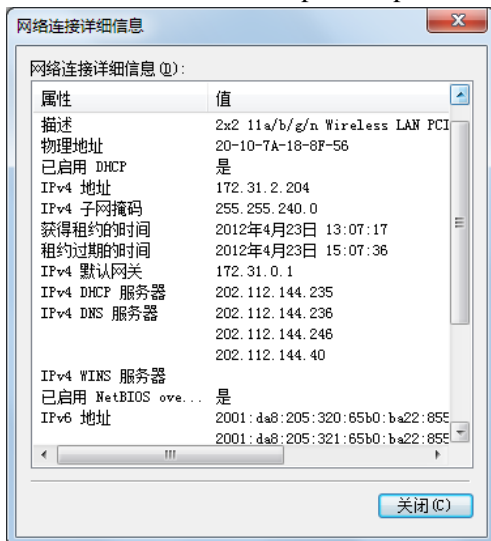 网络连接详细信息
网络连接详细信息(D):
属性 值
描述 2x2 11a/b/g/n Wireless LAN PCI
物理地址 20-10-7A-18-8F-56
已启用 DHCP 是
IPv4 地址 172.31.2.204
IPv4 子网掩码 255.255.240.0
获得租约的时间 2012年4月23日 13:07:17
租约过期的时间 2012年4月23日 15:07:36
IPv4 默认网关 172.31.0.1
IPv4 DHCP 服务器 202.112.144.235
IPv4 DNS 服务器 202.112.144.236
202.112.144.246
202.112.144.40
IPv4 WINS 服务器
已启用 NetBIOS ove... 是
IPv6 地址 2001:da8:205:320:65b0:ba22:855
2001:da8:205:321:65b0:ba22:855
关闭(C)